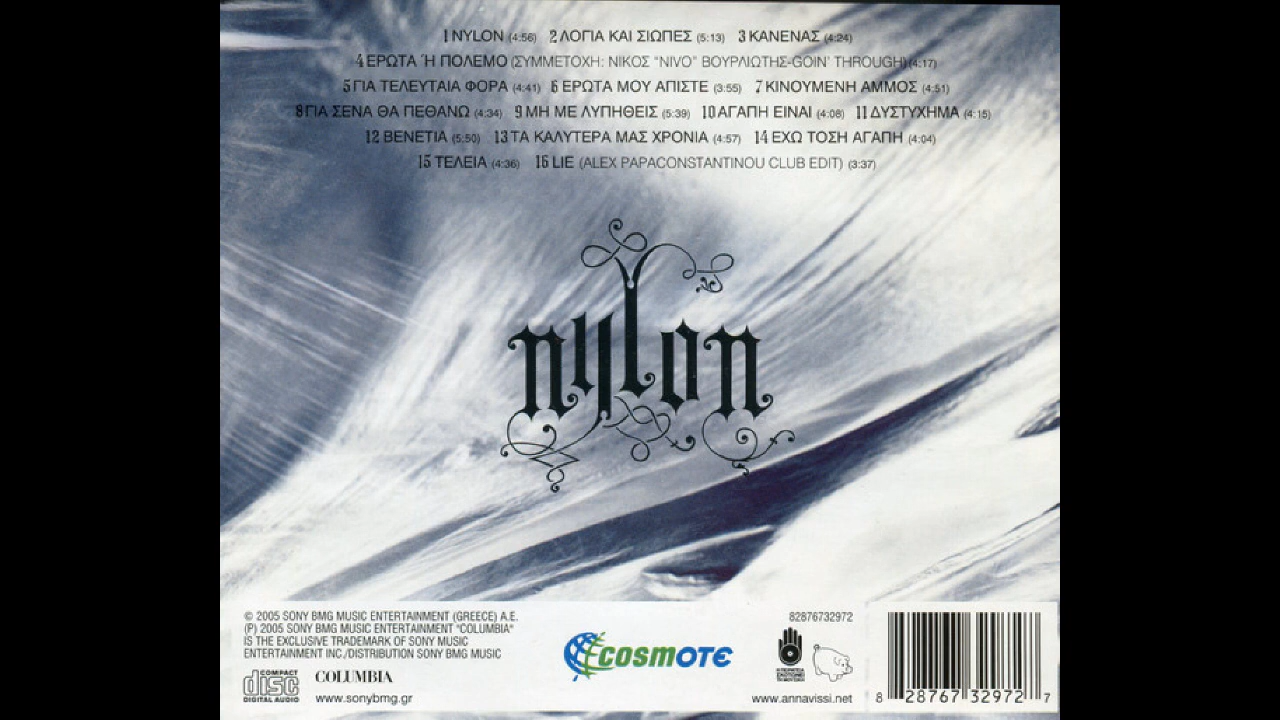 1 NYLON (4:56) 2 ΛΟΓΙΑ ΚΑΙ ΣΙΩΠΕΣ (5:13) 3 ΚΑΝΕΝΑΣ (4:24)
4 ΕΡΩΤΑ Ή ΠΟΛΕΜΟ (ΣΥΜΜΕΤΟΧΗ: ΝΙΚΟΣ "NIVO" ΒΟΥΡΛΙΩΤΗΣ-GOIN' THROUGH) (4:17)
5 ΓΙΑ ΤΕΛΕΥΤΑΙΑ ΦΟΡΑ (4:41) 6 ΕΡΩΤΑ ΜΟΥ ΑΠΙΣΤΕ (3:55) 7 ΚΙΝΟΥΜΕΝΗ ΑΜΜΟΣ (4:51)
8 ΓΙΑ ΣΕΝΑ ΘΑ ΠΕΘΑΝΩ (4:34) 9 ΜΗ ΜΕ ΛΥΠΗΘΕΙΣ (5:39) 10 ΑΓΑΠΗ ΕΙΝΑΙ (4:08) 11 ΔΥΣΤΥΧΗΜΑ (4:15)
12 ΒΕΝΕΤΙΑ (5:50) 13 ΤΑ ΚΑΛΥΤΕΡΑ ΜΑΣ ΧΡΟΝΙΑ (4:57) 14 ΕΧΩ ΤΟΣΗ ΑΓΑΠΗ (4:04)
15 ΤΕΛΕΙΑ (4:36) 16 LIE (ALEX PAPACONSTANTINOU CLUB EDIT) (3:37)
nylon
© 2005 SONY BMG MUSIC ENTERTAINMENT (GREECE) A.E.
(P) 2005 SONY BMG MUSIC ENTERTAINMENT "COLUMBIA"
IS THE EXCLUSIVE TRADEMARK OF SONY MUSIC
ENTERTAINMENT INC./DISTRIBUTION SONY BMG MUSIC
COMPACT
disc
DIGITAL AUDIO
COLUMBIA
www.sonybmg.gr
COSMOTE
82876732972
Η ΠΕΙΡΑΤΕΙΑ
ΣΚΟΤΩΝΕΙ
ΤΗ ΜΟΥΣΙΚΗ
www.annavissi.net
8 28767 32972 7